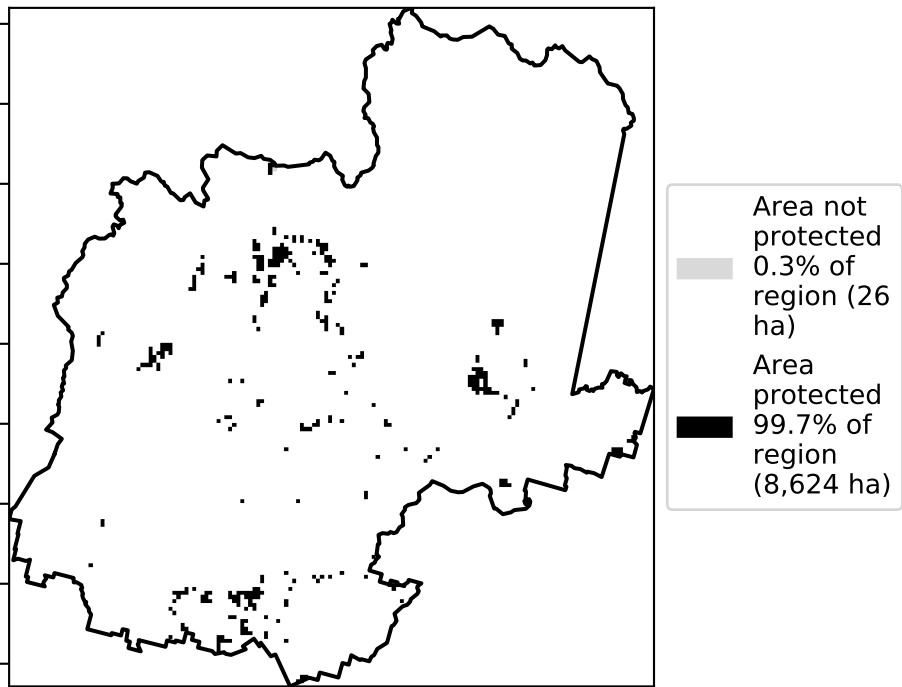 Area not
protected
0.3% of
region (26
ha)
Area
protected
99.7% of
region
(8,624 ha)